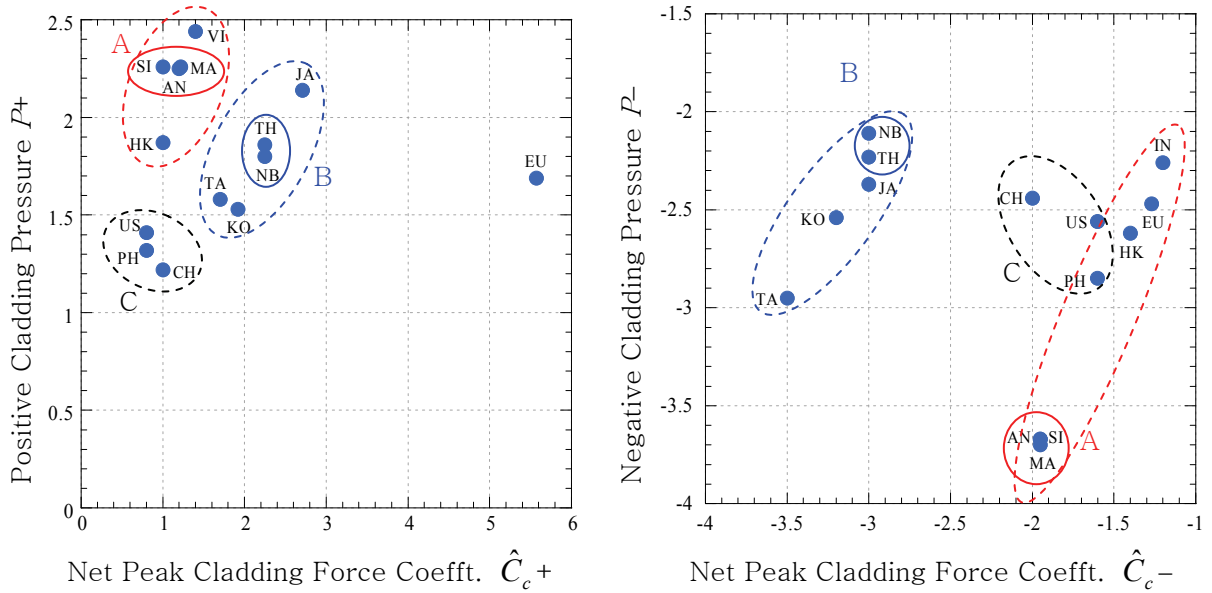 Positive Cladding Pressure P+
2.5
2
1.5
1
0.5
0
0
1
2
3
4
5
6
A
VI
SI
MA
AN
HK
JA
TH
NB
B
TA
KO
EU
US
PH
CH
C
Net Peak Cladding Force Coefft. Ĉc+
Negative Cladding Pressure P−
-1.5
-2
-2.5
-3
-3.5
-4
-4
-3.5
-3
-2.5
-2
-1.5
-1
B
NB
TH
JA
KO
TA
IN
CH
US
EU
HK
C
PH
AN
SI
A
MA
Net Peak Cladding Force Coefft. Ĉc−